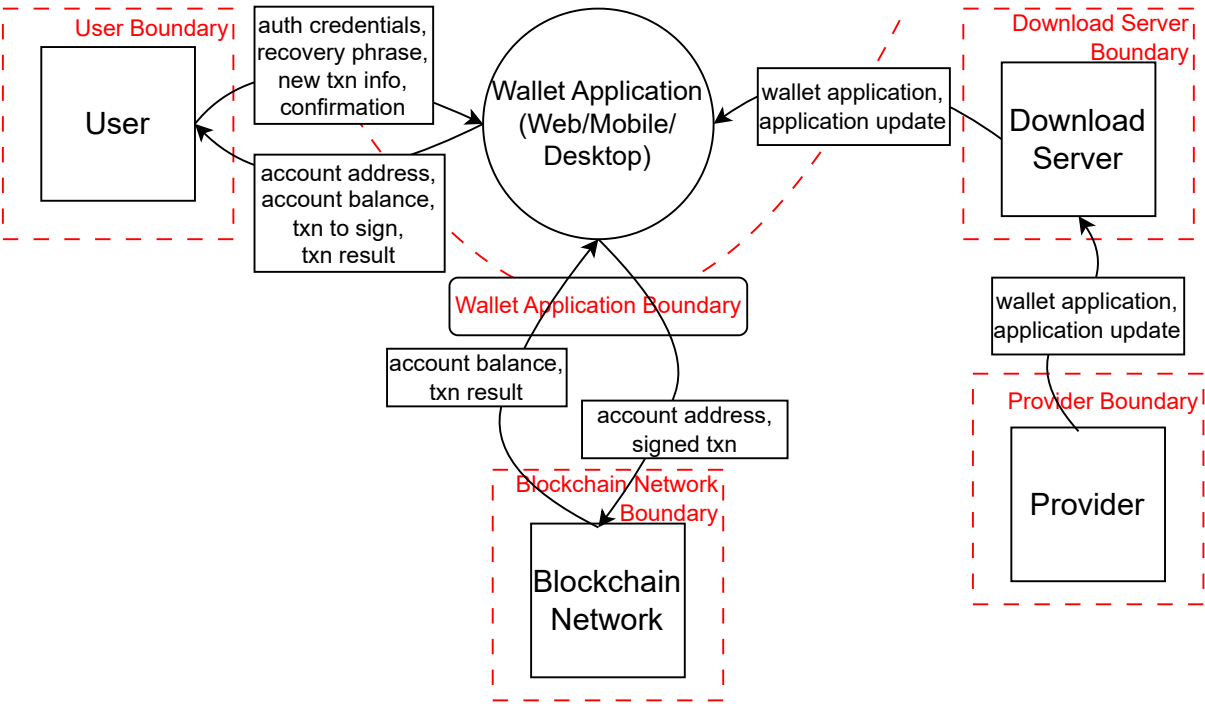 User Boundary
User
auth credentials,
recovery phrase,
new txn info,
confirmation
account address,
account balance,
txn to sign,
txn result
Wallet Application
(Web/Mobile/
Desktop)
wallet application,
application update
Download Server
Boundary
Download
Server
wallet application,
application update
Wallet Application Boundary
account balance,
txn result
account address,
signed txn
Provider Boundary
Provider
Blockchain Network
Boundary
Blockchain
Network